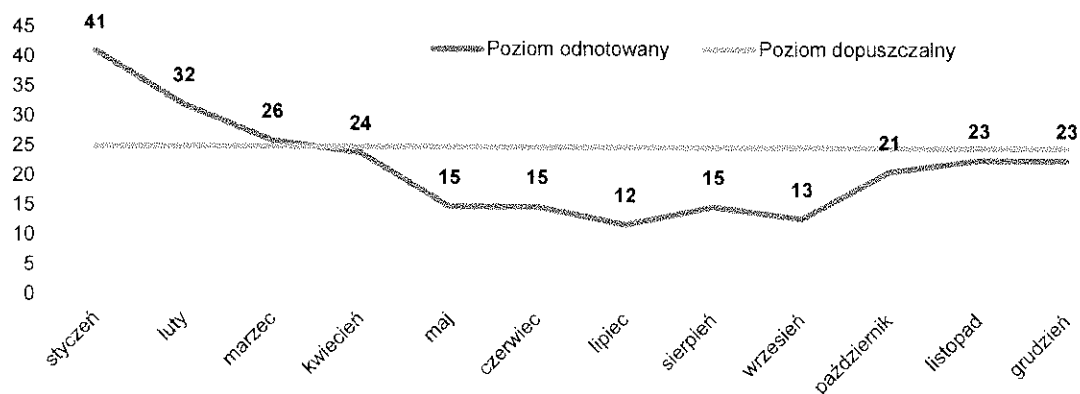 45
40
35
30
25
20
15
10
5
0
41
32
26
24
15
15
12
15
13
21
23
23
Poziom odnotowany
Poziom dopuszczalny
styczeń
luty
marzec
kwiecień
maj
czerwiec
lipiec
sierpień
wrzesień
październik
listopad
grudzień